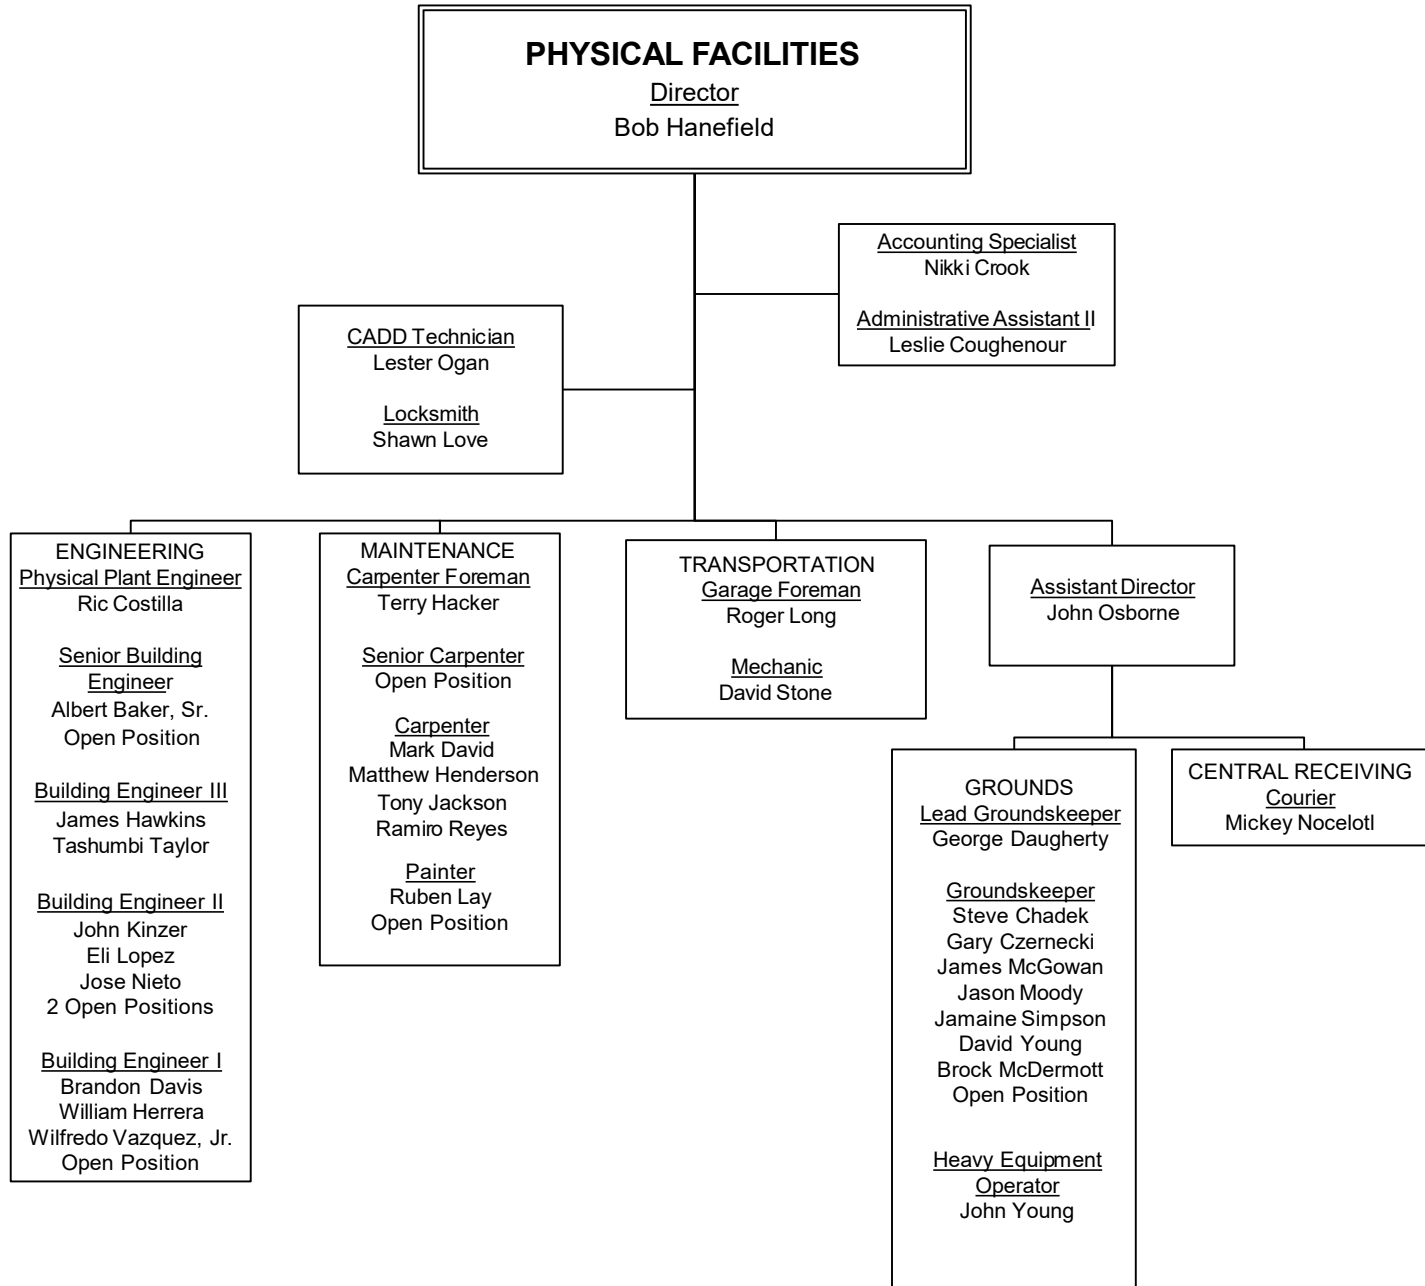 PHYSICAL FACILITIES
Director
Bob Hanefield
Accounting Specialist
Nikki Crook
Administrative Assistant II
Leslie Coughenour
CADD Technician
Lester Ogan
Locksmith
Shawn Love
ENGINEERING
Physical Plant Engineer
Ric Costilla
Senior Building
Engineer
Albert Baker, Sr.
Open Position
Building Engineer III
James Hawkins
Tashumbi Taylor
Building Engineer II
John Kinzer
Eli Lopez
Jose Nieto
2 Open Positions
Building Engineer I
Brandon Davis
William Herrera
Wilfredo Vazquez, Jr.
Open Position
MAINTENANCE
Carpenter Foreman
Terry Hacker
Senior Carpenter
Open Position
Carpenter
Mark David
Matthew Henderson
Tony Jackson
Ramiro Reyes
Painter
Ruben Lay
Open Position
TRANSPORTATION
Garage Foreman
Roger Long
Mechanic
David Stone
Assistant Director
John Osborne
GROUNDS
Lead Groundskeeper
George Daugherty
Groundskeeper
Steve Chadek
Gary Czernecki
James McGowan
Jason Moody
Jamaine Simpson
David Young
Brock McDermott
Open Position
Heavy Equipment
Operator
John Young
CENTRAL RECEIVING
Courier
Mickey Nocelotl